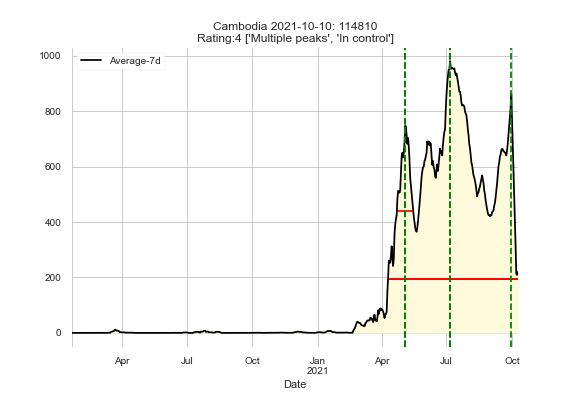 Cambodia 2021-10-10: 114810
Rating:4 ['Multiple peaks', 'In control']
Average-7d
1000
800
600
400
200
0
Apr Jul Oct Jan Apr Jul Oct
2021
Date